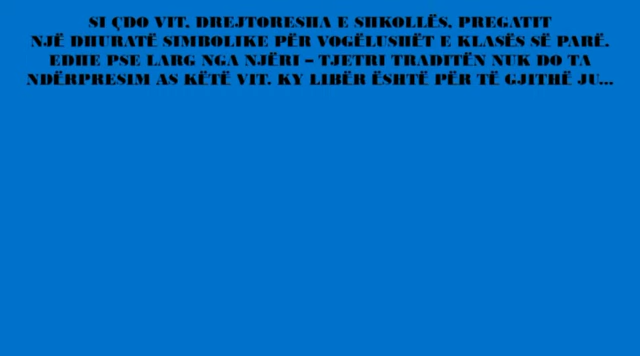 SI ÇDO VIT, DREJTORESHA E SHKOLLËS, PREGATIT
NJË DHURATË SIMBOLIKE PËR VOGËLUSHËT E KLASËS SË PARË.
EDHE PSE LARG NGA NJËRI – TJETRI TRADITËN NUK DO TA
NDËRPRESIM AS KËTË VIT. KY LIBËR ËSHTË PËR TË GJITHË JU...